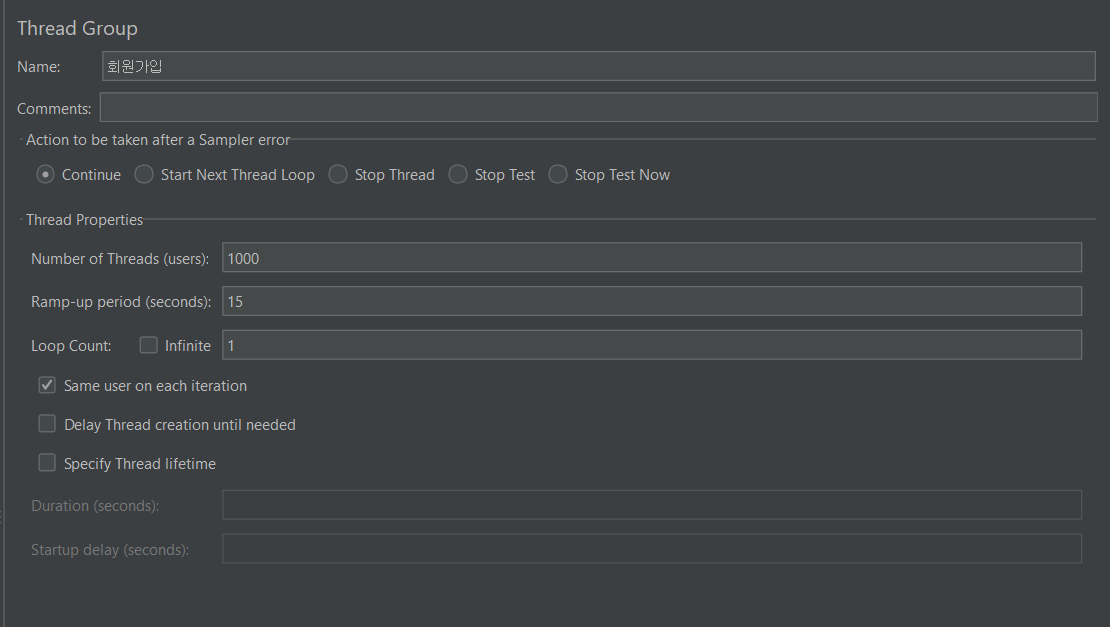 Thread Group
Name: 회원가입
Comments:
Action to be taken after a Sampler error
Continue Start Next Thread Loop Stop Thread Stop Test Stop Test Now
Thread Properties
Number of Threads (users): 1000
Ramp-up period (seconds): 15
Loop Count: Infinite 1
Same user on each iteration
Delay Thread creation until needed
Specify Thread lifetime
Duration (seconds):
Startup delay (seconds):